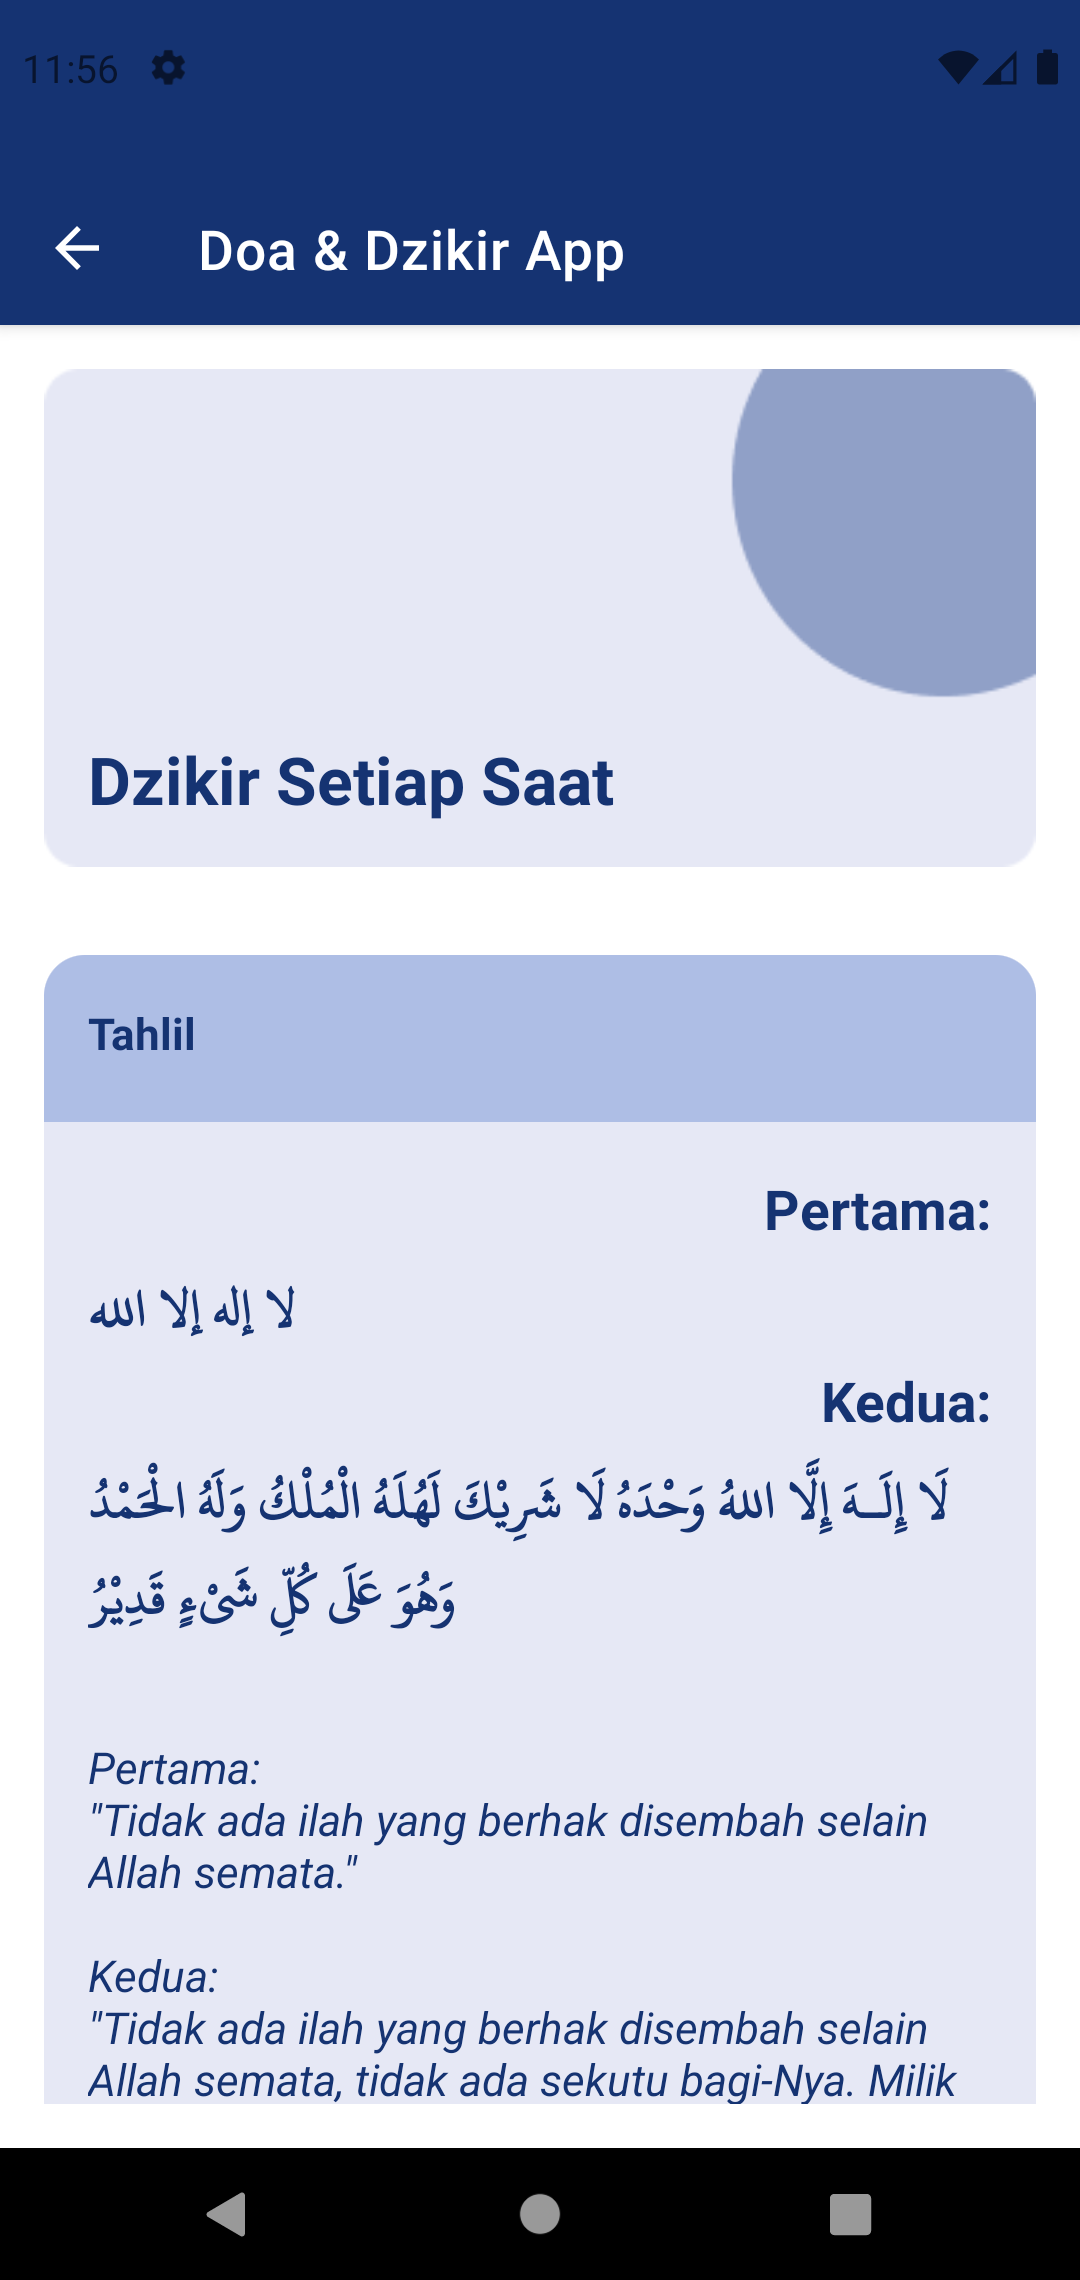 11:56
Doa & Dzikir App
Dzikir Setiap Saat
Tahlil
Pertama:
لا إله إلا الله
Kedua:
لَا إِلَــهَ إِلَّا اللهُ وَحْدَهُ لَا شَرِيْكَ لَهُلَهُ الْمُلْكُ وَلَهُ الْحَمْدُ
وَهُوَ عَلَى كُلِّ شَىْءٍ قَدِيْرُ
Pertama:
"Tidak ada ilah yang berhak disembah selain
Allah semata."
Kedua:
"Tidak ada ilah yang berhak disembah selain
Allah semata, tidak ada sekutu bagi-Nya. Milik